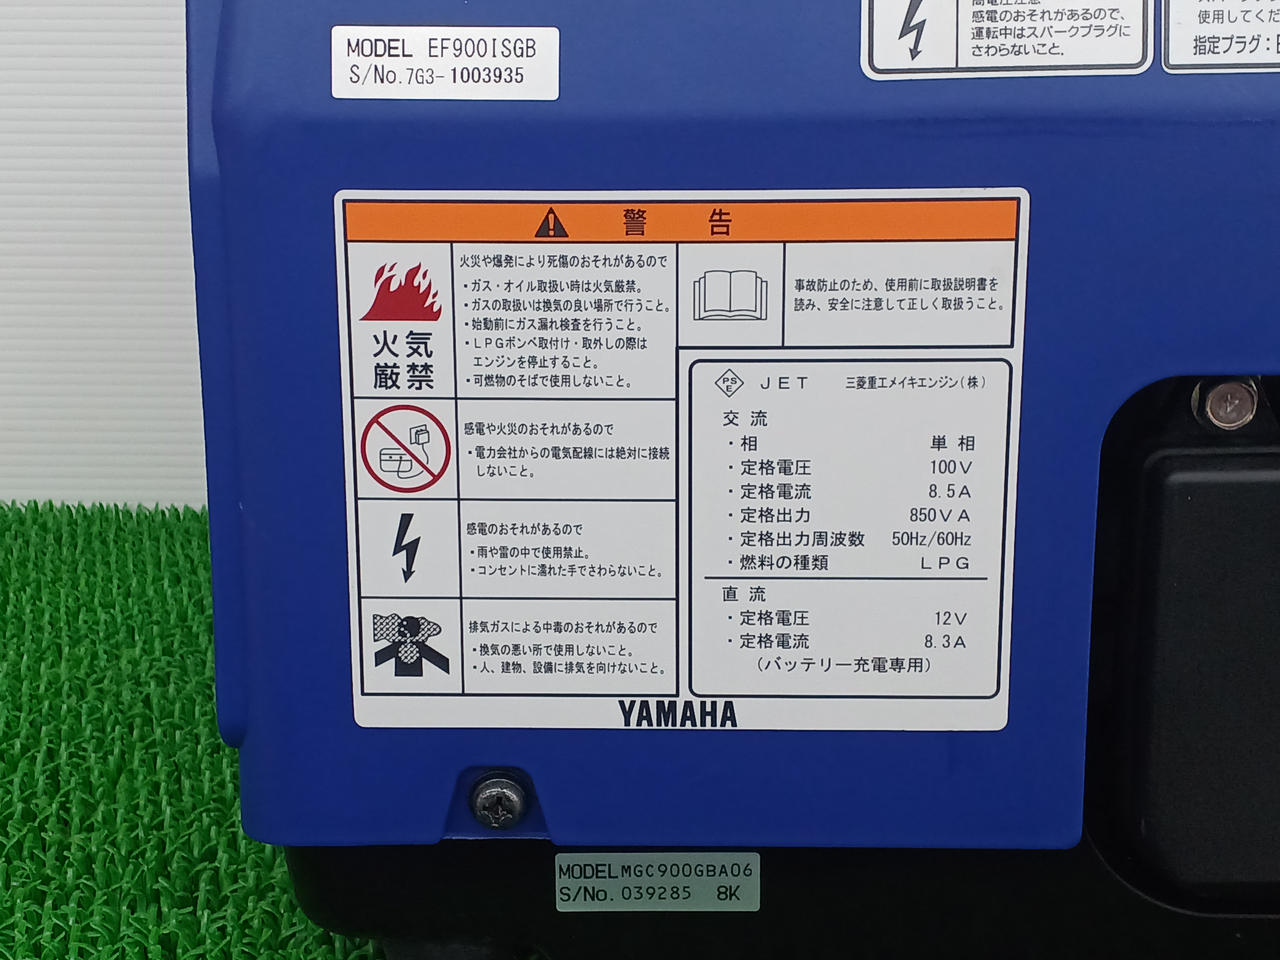 MODEL EF900ISGB
S/No. 7G3-1003935
感電のおそれがあるので、
運転中はスパークプラグに
さわらないこと。
使用してくだ
指定プラグ:
警 告
火気
厳禁
火災や爆発により死傷のおそれがあるので
・ガス・オイル取扱い時は火気厳禁。
・ガスの取扱いは換気の良い場所で行うこと。
・始動前にガス漏れ検査を行うこと。
・LPGボンベ取付け・取外しの際は
エンジンを停止すること。
・可燃物のそばで使用しないこと。
感電や火災のおそれがあるので
・電力会社からの電気配線には絶対に接続
しないこと。
感電のおそれがあるので
・雨や雷の中で使用禁止。
・コンセントに濡れた手でさわらないこと。
排気ガスによる中毒のおそれがあるので
・換気の悪い所で使用しないこと。
・人、建物、設備に排気を向けないこと。
事故防止のため、使用前に取扱説明書を
読み、安全に注意して正しく取扱うこと。
PSE JET 三菱重工メイキエンジン(株)
交流
・相 単相
・定格電圧 100V
・定格電流 8.5A
・定格出力 850VA
・定格出力周波数 50Hz/60Hz
・燃料の種類 LPG
直流
・定格電圧 12V
・定格電流 8.3A
(バッテリー充電専用)
YAMAHA
MODEL MGC900GBA06
S/No. 039285 8K